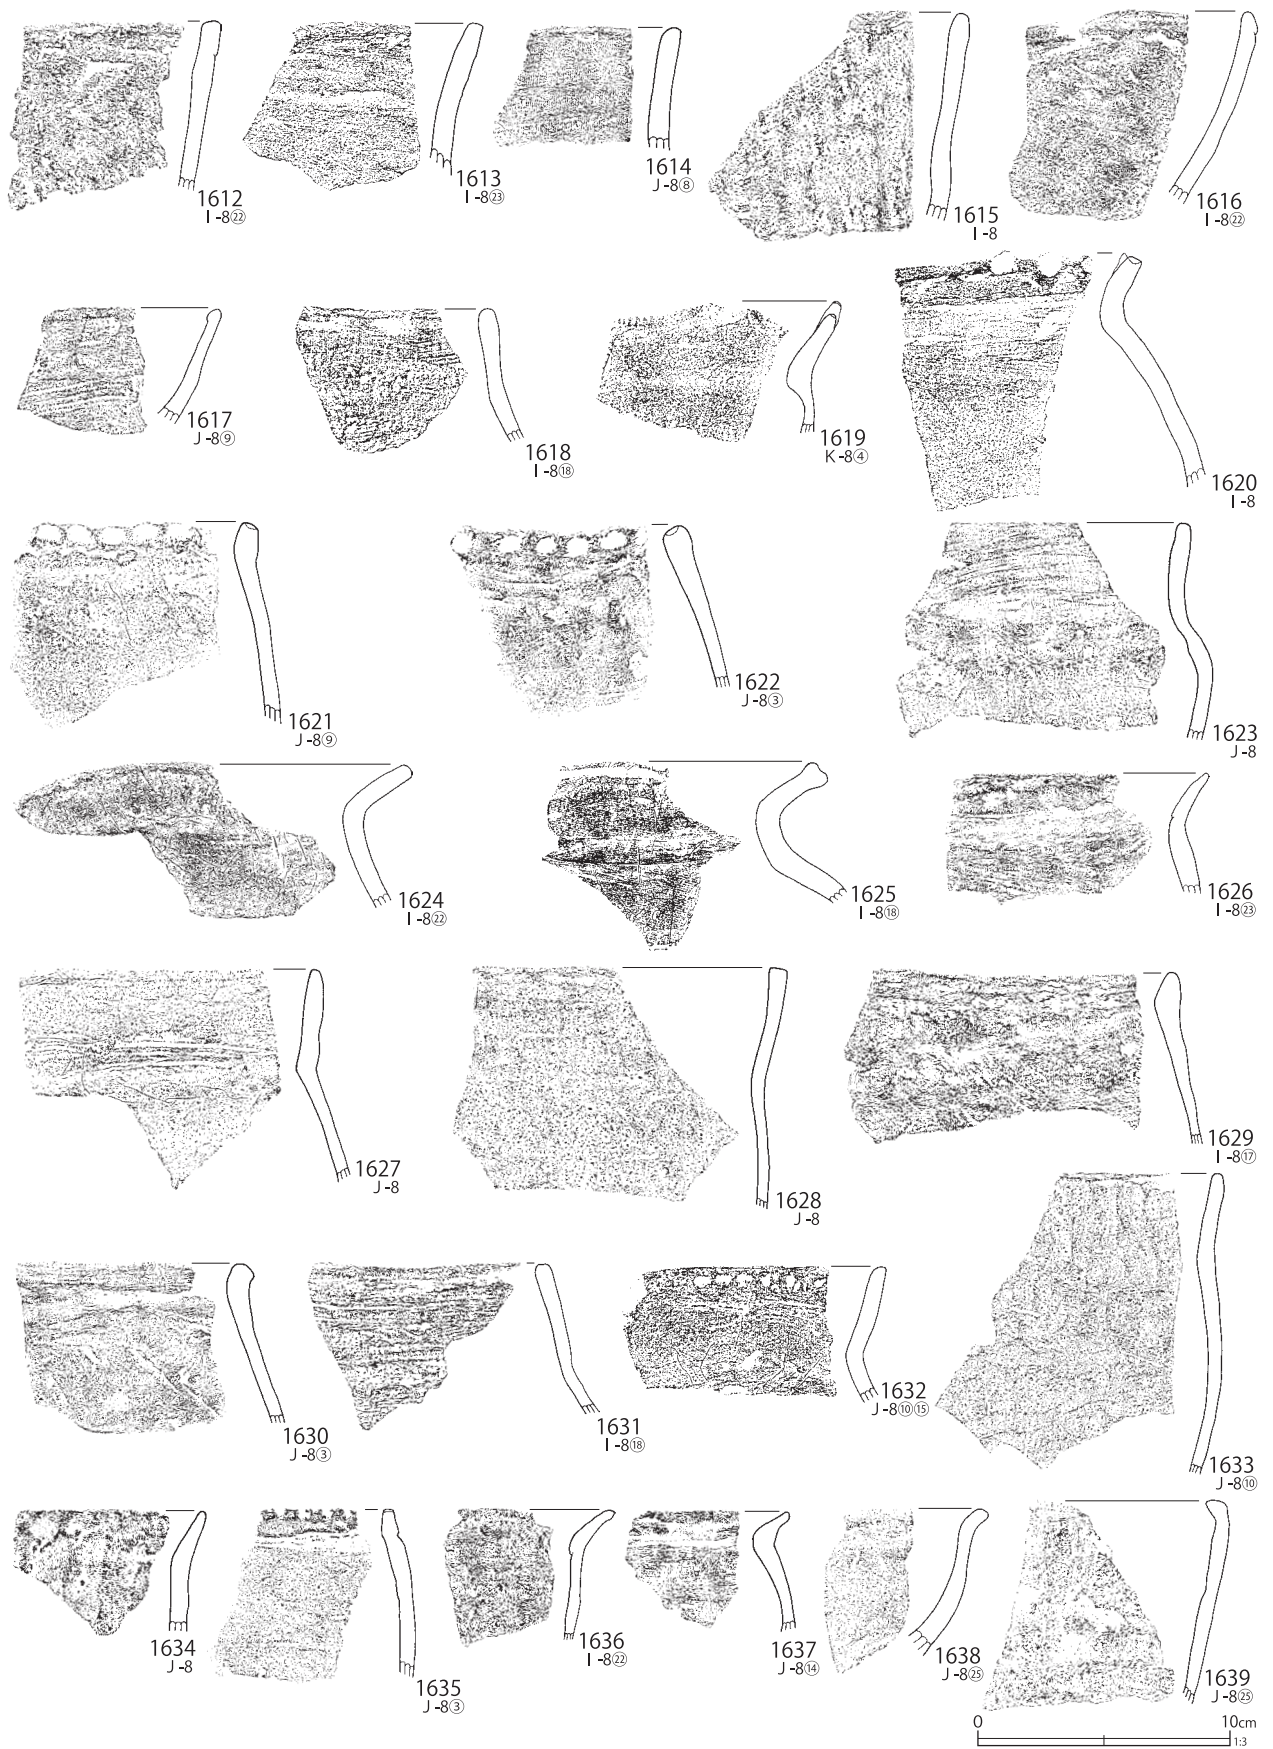 1612
I-8㉒
1613
I-8㉓
1614
J-8⑧
1615
I-8
1616
I-8㉒
1617
J-8⑨
1618
I-8⑱
1619
K-8④
1620
I-8
1621
J-8⑨
1622
J-8③
1623
J-8
1624
I-8㉒
1625
I-8⑱
1626
I-8㉓
1627
J-8
1628
J-8
1629
I-8⑰
1630
J-8③
1631
I-8⑱
1632
J-8⑩⑮
1633
J-8⑩
1634
J-8
1635
J-8③
1636
I-8㉒
1637
J-8⑭
1638
J-8㉕
1639
J-8㉕
0 10cm
1:3